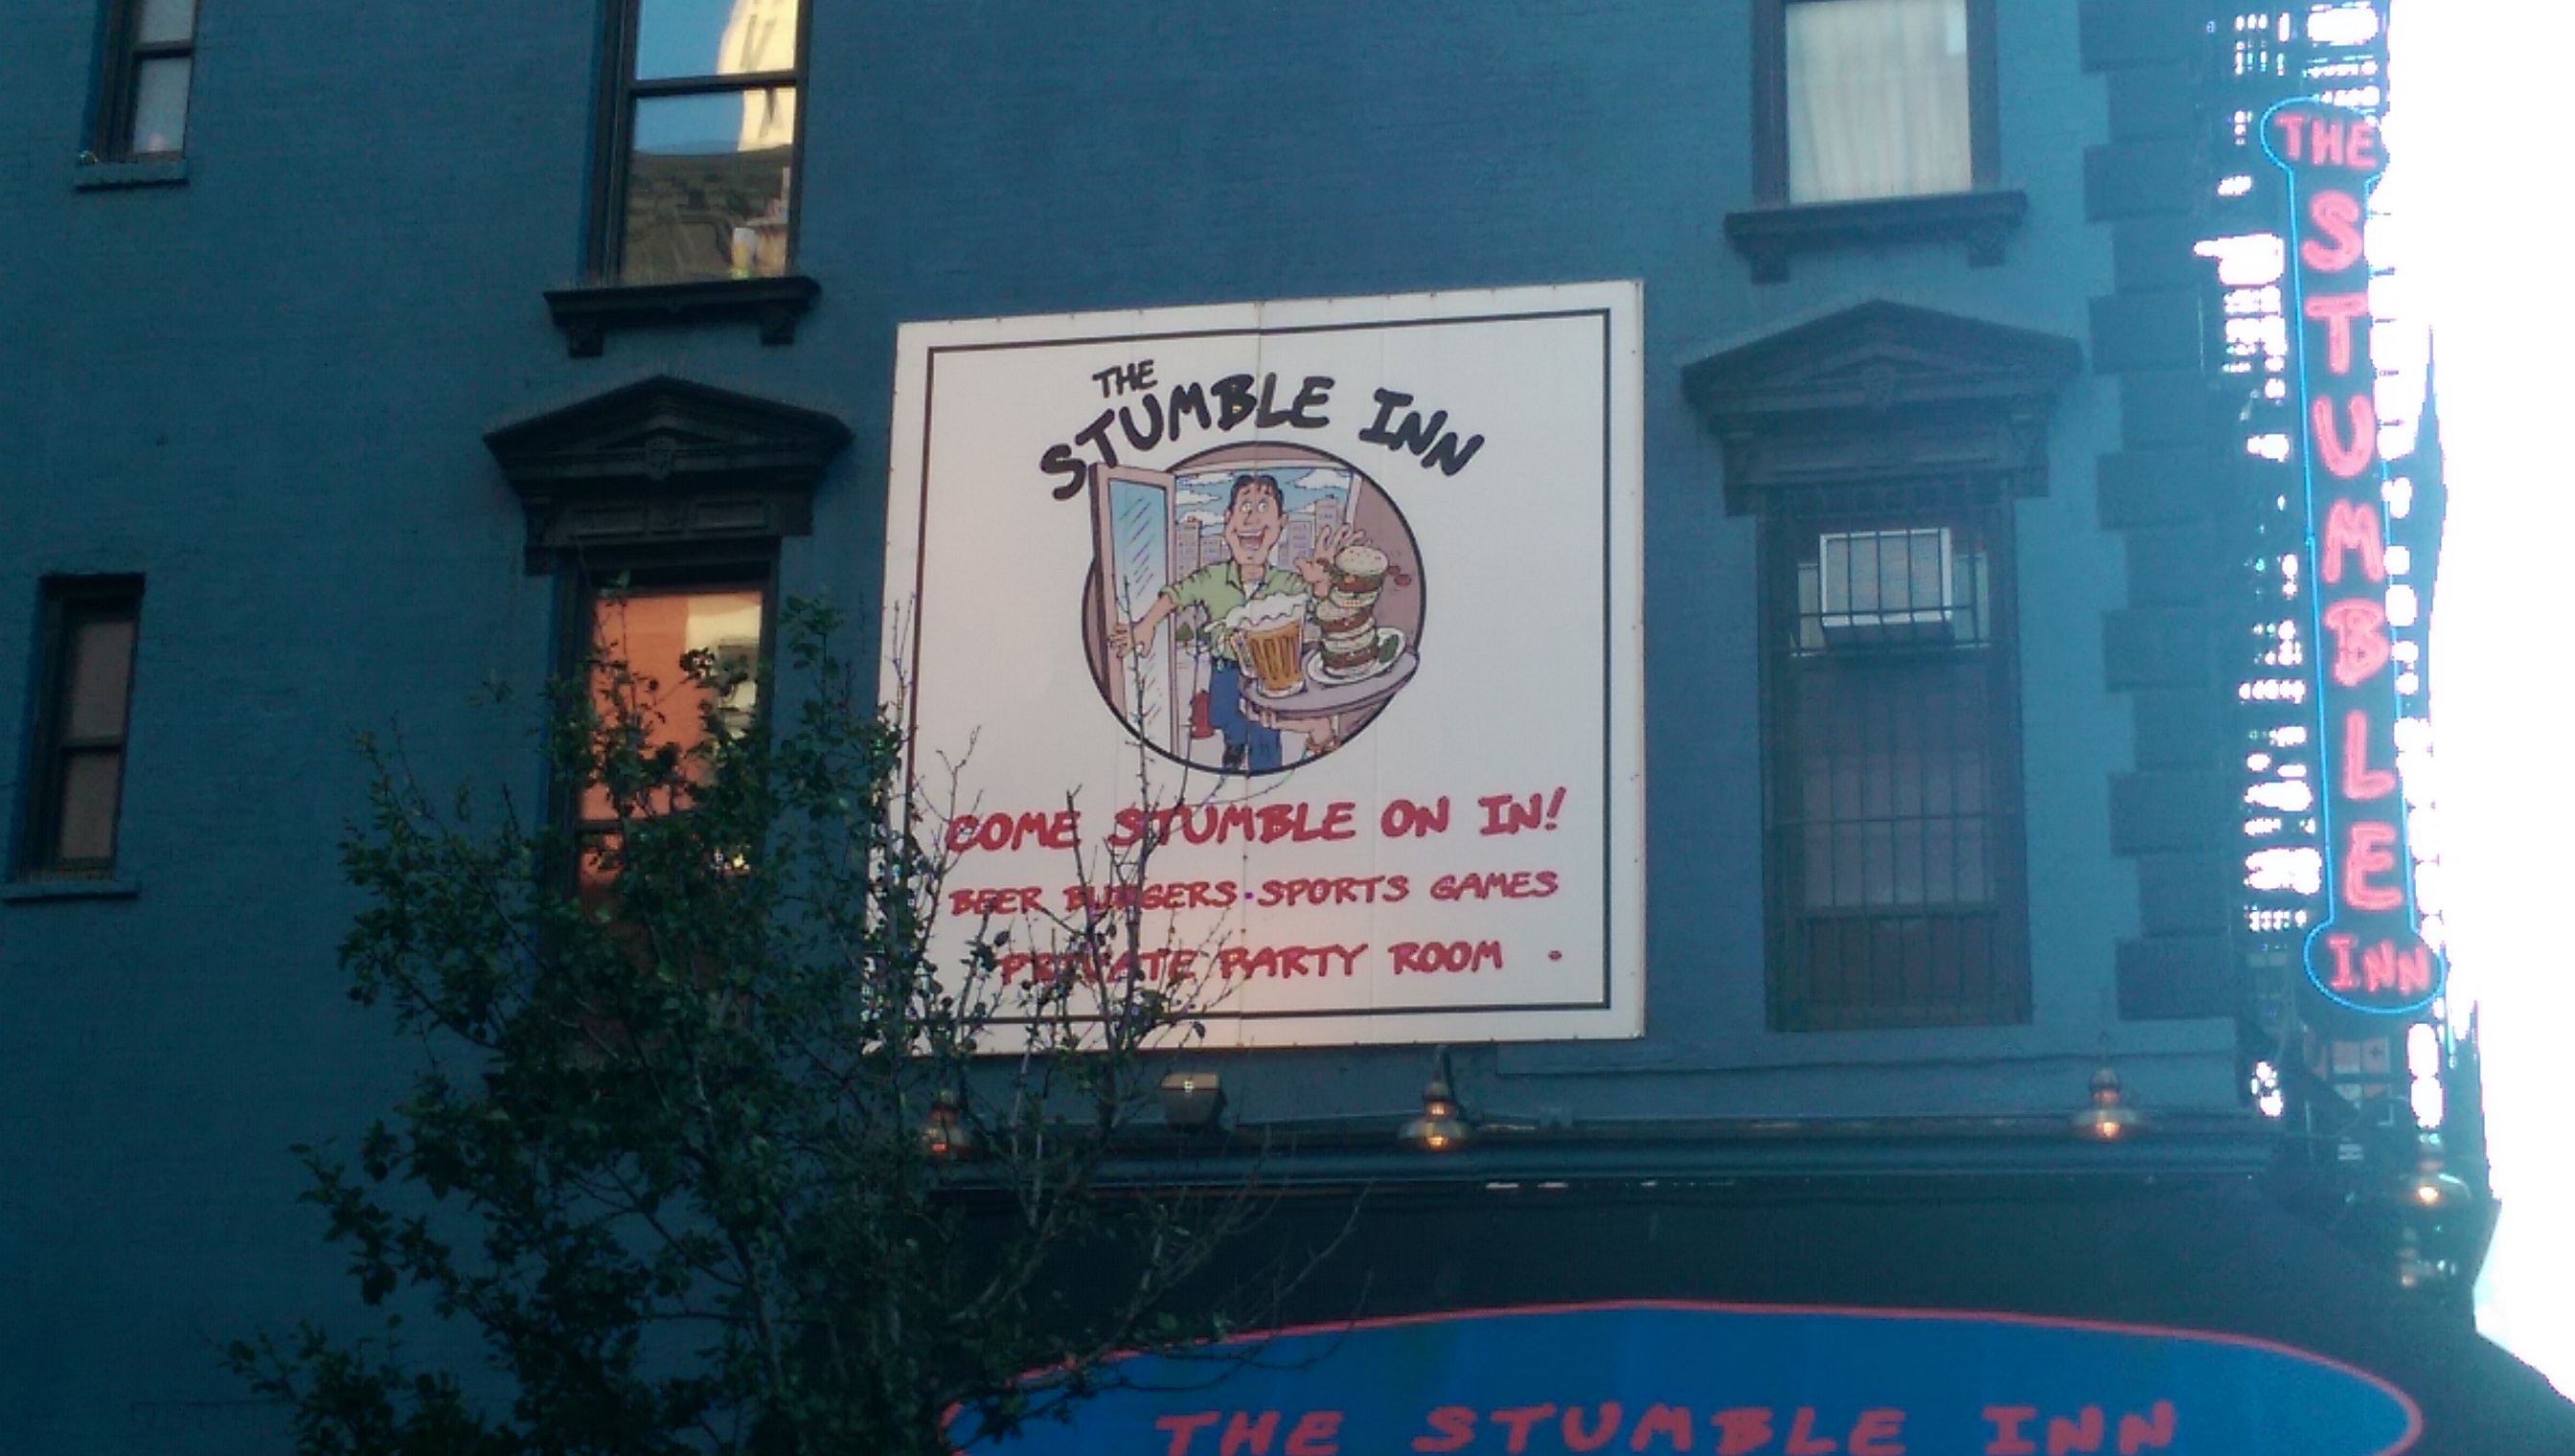 THE
STUMBLE INN
COME STUMBLE ON IN!
BEER BURGERS·SPORTS GAMES
PRIVATE PARTY ROOM ·
THE
STUMBLE
INN
THE STUMBLE INN